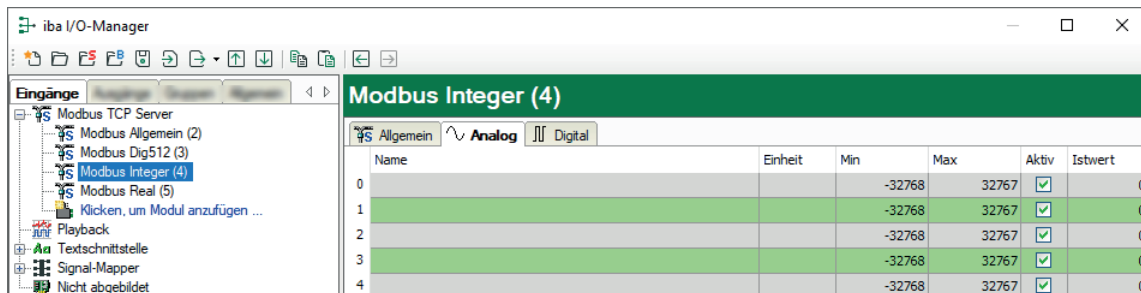 iba I/O-Manager
Eingänge
Modbus TCP Server
Modbus Allgemein (2)
Modbus Dig512 (3)
Modbus Integer (4)
Modbus Real (5)
Klicken, um Modul anzufügen ...
Playback
Textschnittstelle
Signal-Mapper
Nicht abgebildet
Modbus Integer (4)
Allgemein Analog Digital
Name Einheit Min Max Aktiv Istwert
0 -32768 32767
1 -32768 32767
2 -32768 32767
3 -32768 32767
4 -32768 32767